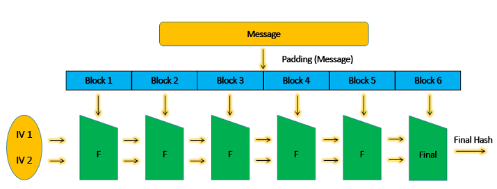 Message
Padding (Message)
Block 1 Block 2 Block 3 Block 4 Block 5 Block 6
IV 1
IV 2
F F F F F Final
Final Hash